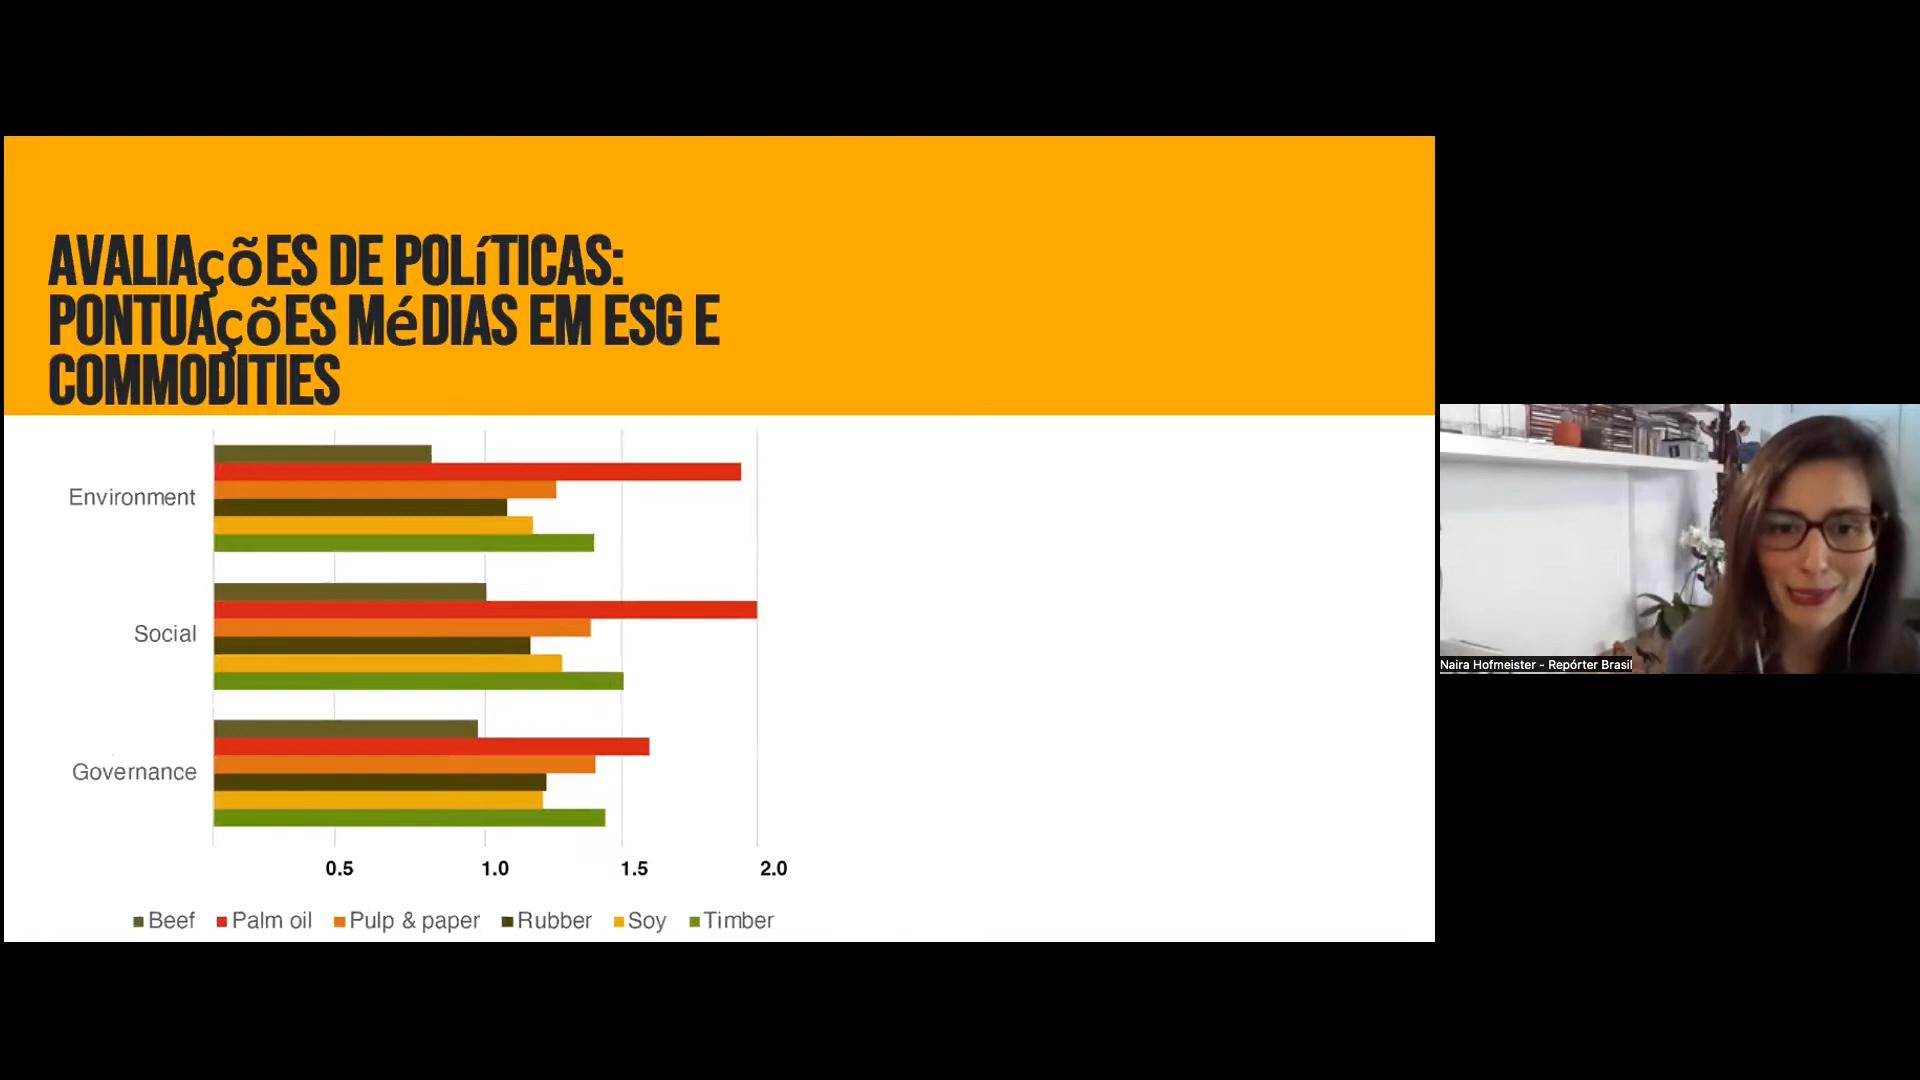 AVALIAçõES DE POLíTICAS:
PONTUAçõES MéDIAS EM ESG E
COMMODITIES
Environment
Social
Governance
0.5 1.0 1.5 2.0
Beef Palm oil Pulp & paper Rubber Soy Timber
Naira Hofmeister - Repórter Brasil